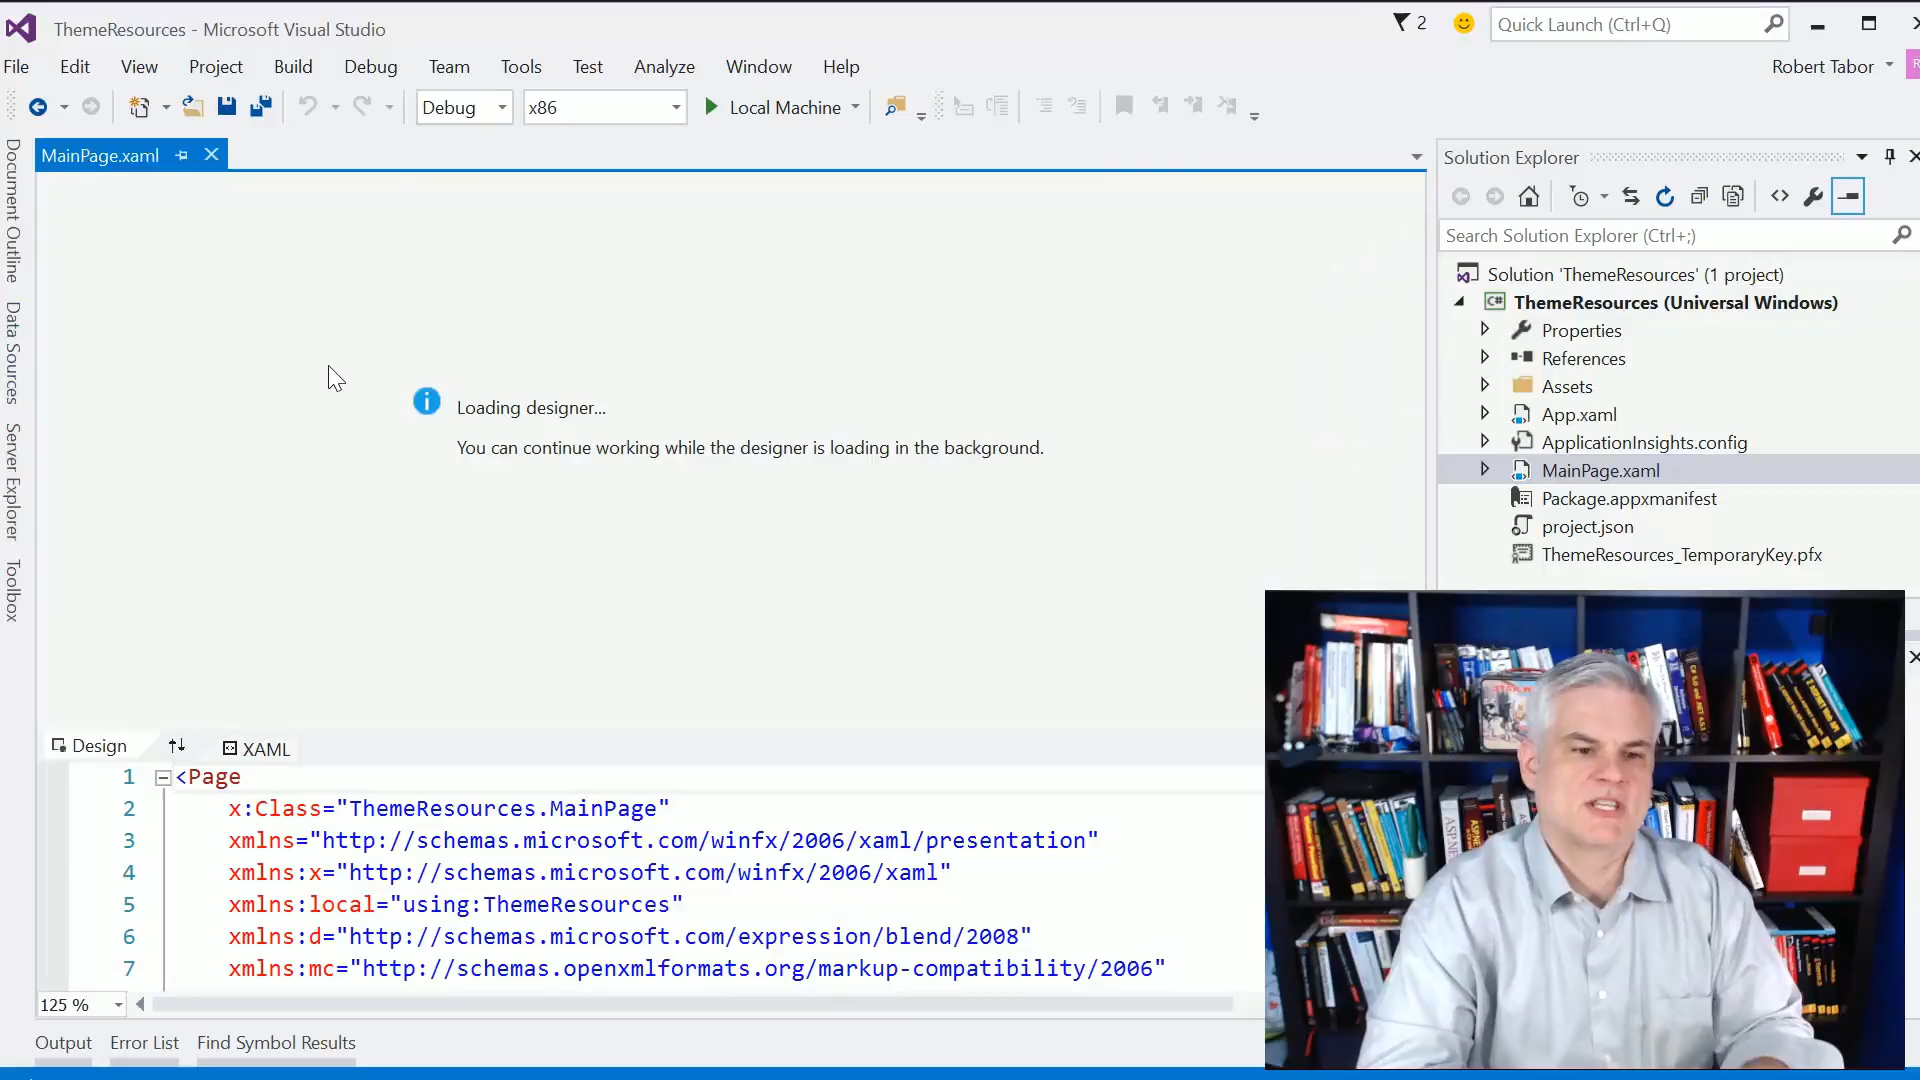 ThemeResources - Microsoft Visual Studio
2
Quick Launch (Ctrl+Q)
File Edit View Project Build Debug Team Tools Test Analyze Window Help
Robert Tabor
R
Debug
x86
Local Machine
MainPage.xaml
Document Outline
Data Sources
Server Explorer
Toolbox
Loading designer...
You can continue working while the designer is loading in the background.
Solution Explorer
Search Solution Explorer (Ctrl+;)
Solution 'ThemeResources' (1 project)
C# ThemeResources (Universal Windows)
Properties
References
Assets
App.xaml
ApplicationInsights.config
MainPage.xaml
Package.appxmanifest
project.json
ThemeResources_TemporaryKey.pfx
Design XAML
1 <Page
2 x:Class="ThemeResources.MainPage"
3 xmlns="http://schemas.microsoft.com/winfx/2006/xaml/presentation"
4 xmlns:x="http://schemas.microsoft.com/winfx/2006/xaml"
5 xmlns:local="using:ThemeResources"
6 xmlns:d="http://schemas.microsoft.com/expression/blend/2008"
7 xmlns:mc="http://schemas.openxmlformats.org/markup-compatibility/2006"
125 %
Output Error List Find Symbol Results